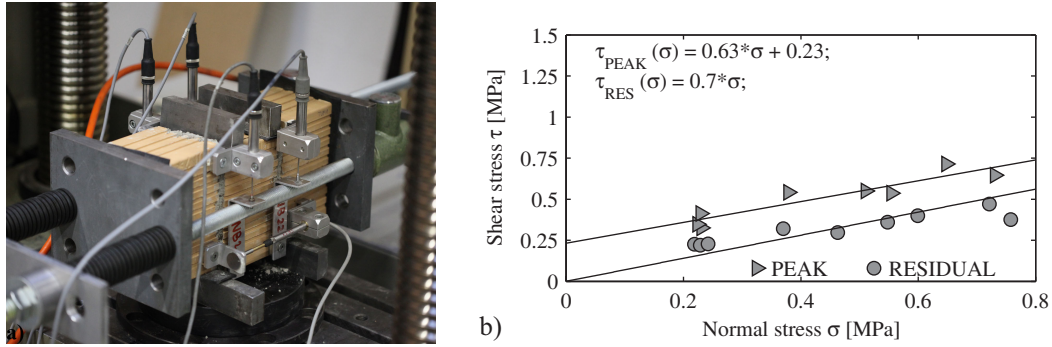 b)
Shear stress τ [MPa]
1.5
1.25
1
0.75
0.5
0.25
0
τPEAK (σ) = 0.63*σ + 0.23;
τRES (σ) = 0.7*σ;
PEAK
RESIDUAL
0 0.2 0.4 0.6 0.8
Normal stress σ [MPa]